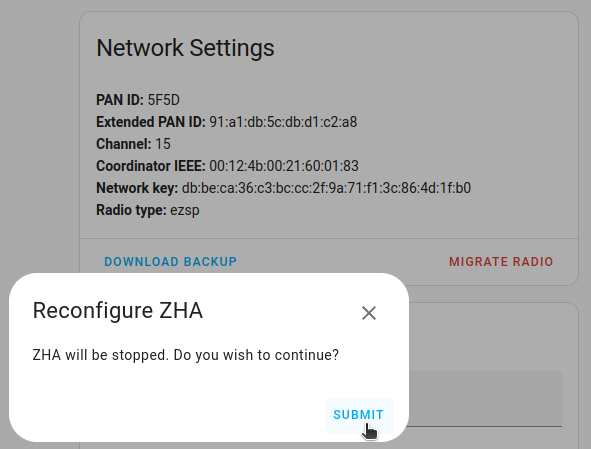 Network Settings
PAN ID: 5F5D
Extended PAN ID: 91:a1:db:5c:db:d1:c2:a8
Channel: 15
Coordinator IEEE: 00:12:4b:00:21:60:01:83
Network key: db:be:ca:36:c3:bc:cc:2f:9a:71:f1:3c:86:4d:1f:b0
Radio type: ezsp
DOWNLOAD BACKUP MIGRATE RADIO
Reconfigure ZHA
ZHA will be stopped. Do you wish to continue?
SUBMIT